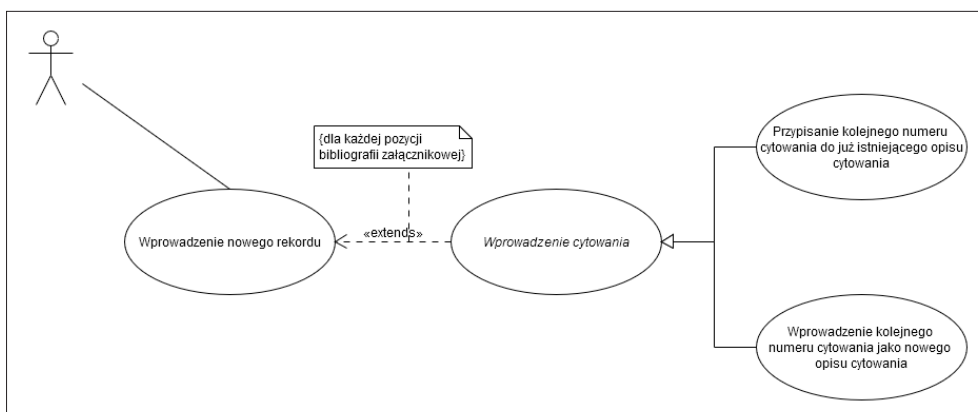 {dla każdej pozycji
bibliografii załącznikowej}
Przypisanie kolejnego numeru
cytowania do już istniejącego opisu
cytowania
Wprowadzenie nowego rekordu
«extends»
Wprowadzenie cytowania
Wprowadzenie kolejnego
numeru cytowania jako nowego
opisu cytowania